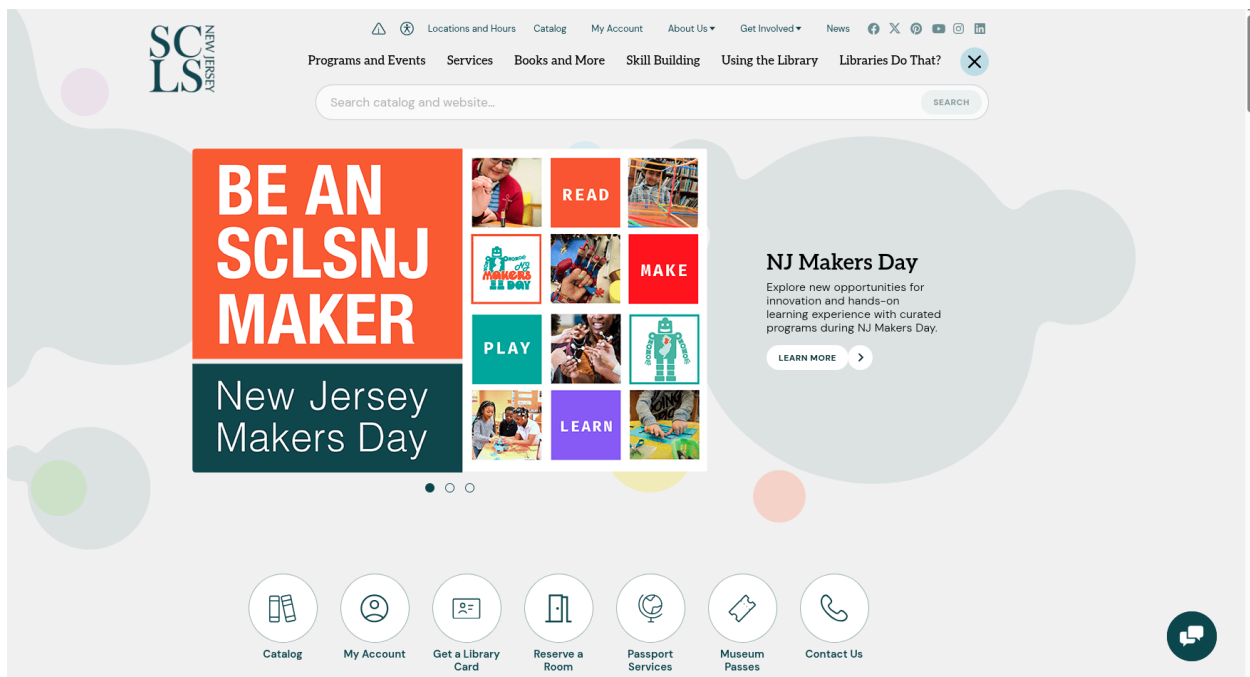 SC
LS
NEW JERSEY
Locations and Hours
Catalog
My Account
About Us
Get Involved
News
Programs and Events
Services
Books and More
Skill Building
Using the Library
Libraries Do That?
Search catalog and website...
SEARCH
BE AN
SCLSNJ
MAKER
New Jersey
Makers Day
READ
NJ
MAKERS
DAY
MAKE
PLAY
LEARN
NJ Makers Day
Explore new opportunities for
innovation and hands-on
learning experience with curated
programs during NJ Makers Day.
LEARN MORE
Catalog
My Account
Get a Library
Card
Reserve a
Room
Passport
Services
Museum
Passes
Contact Us